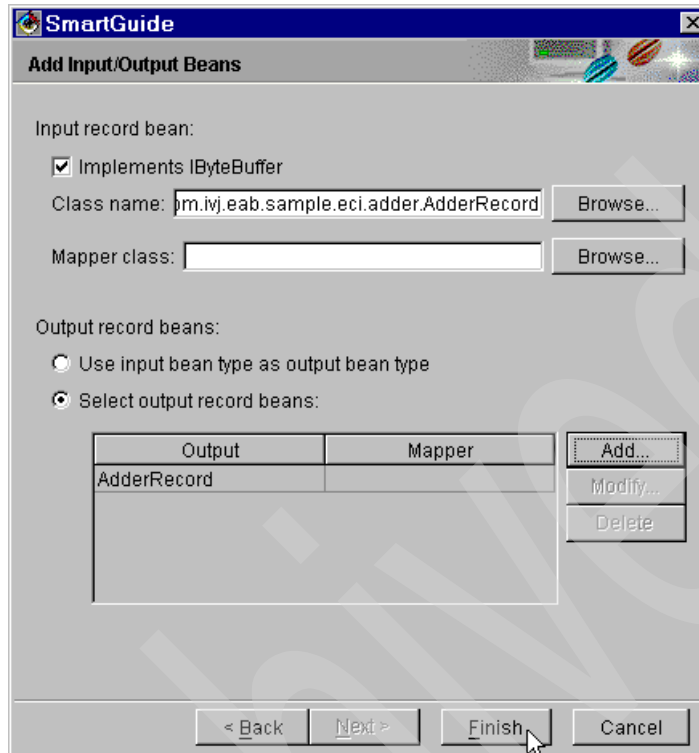 SmartGuide
Add Input/Output Beans
Input record bean:
Implements IByteBuffer
Class name: om.ivj.eab.sample.eci.adder.AdderRecord Browse...
Mapper class: Browse...
Output record beans:
Use input bean type as output bean type
Select output record beans:
Output Mapper Add...
AdderRecord Modify...
Delete
< Back Next > Finish Cancel